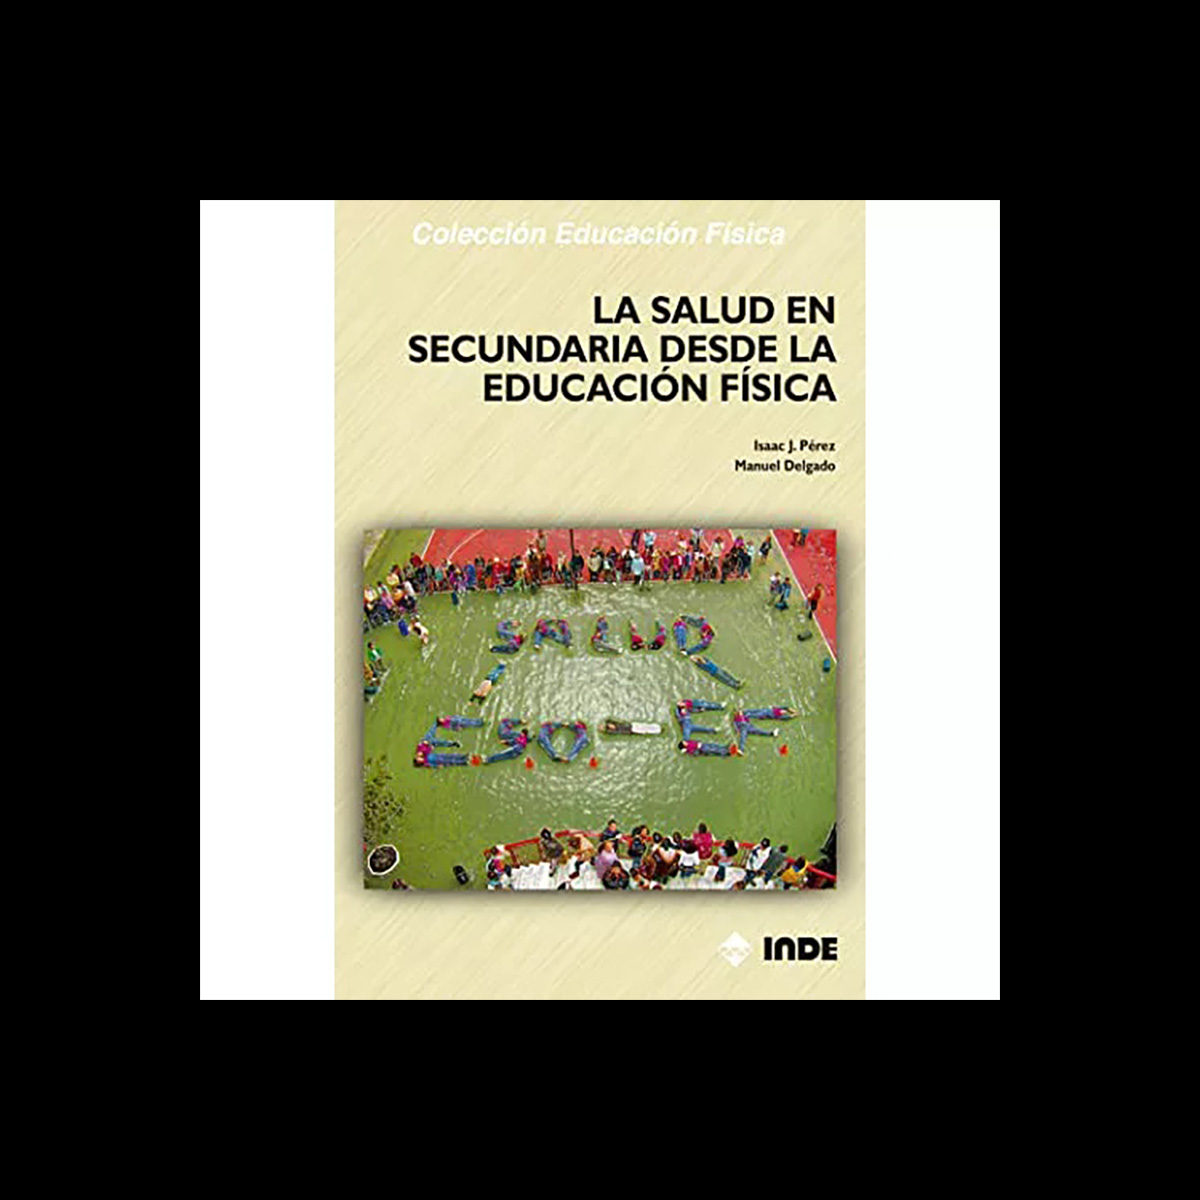 Colección Educación Física
LA SALUD EN
SECUNDARIA DESDE LA
EDUCACIÓN FÍSICA
Isaac J. Pérez
Manuel Delgado
SALUD
ESO-EF
INDE